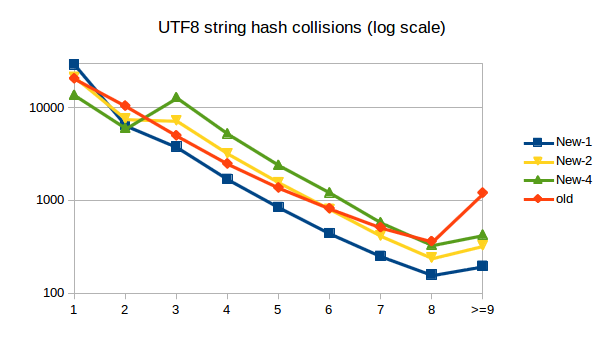 UTF8 string hash collisions (log scale)
10000
1000
100
1 2 3 4 5 6 7 8 >=9
New-1
New-2
New-4
old